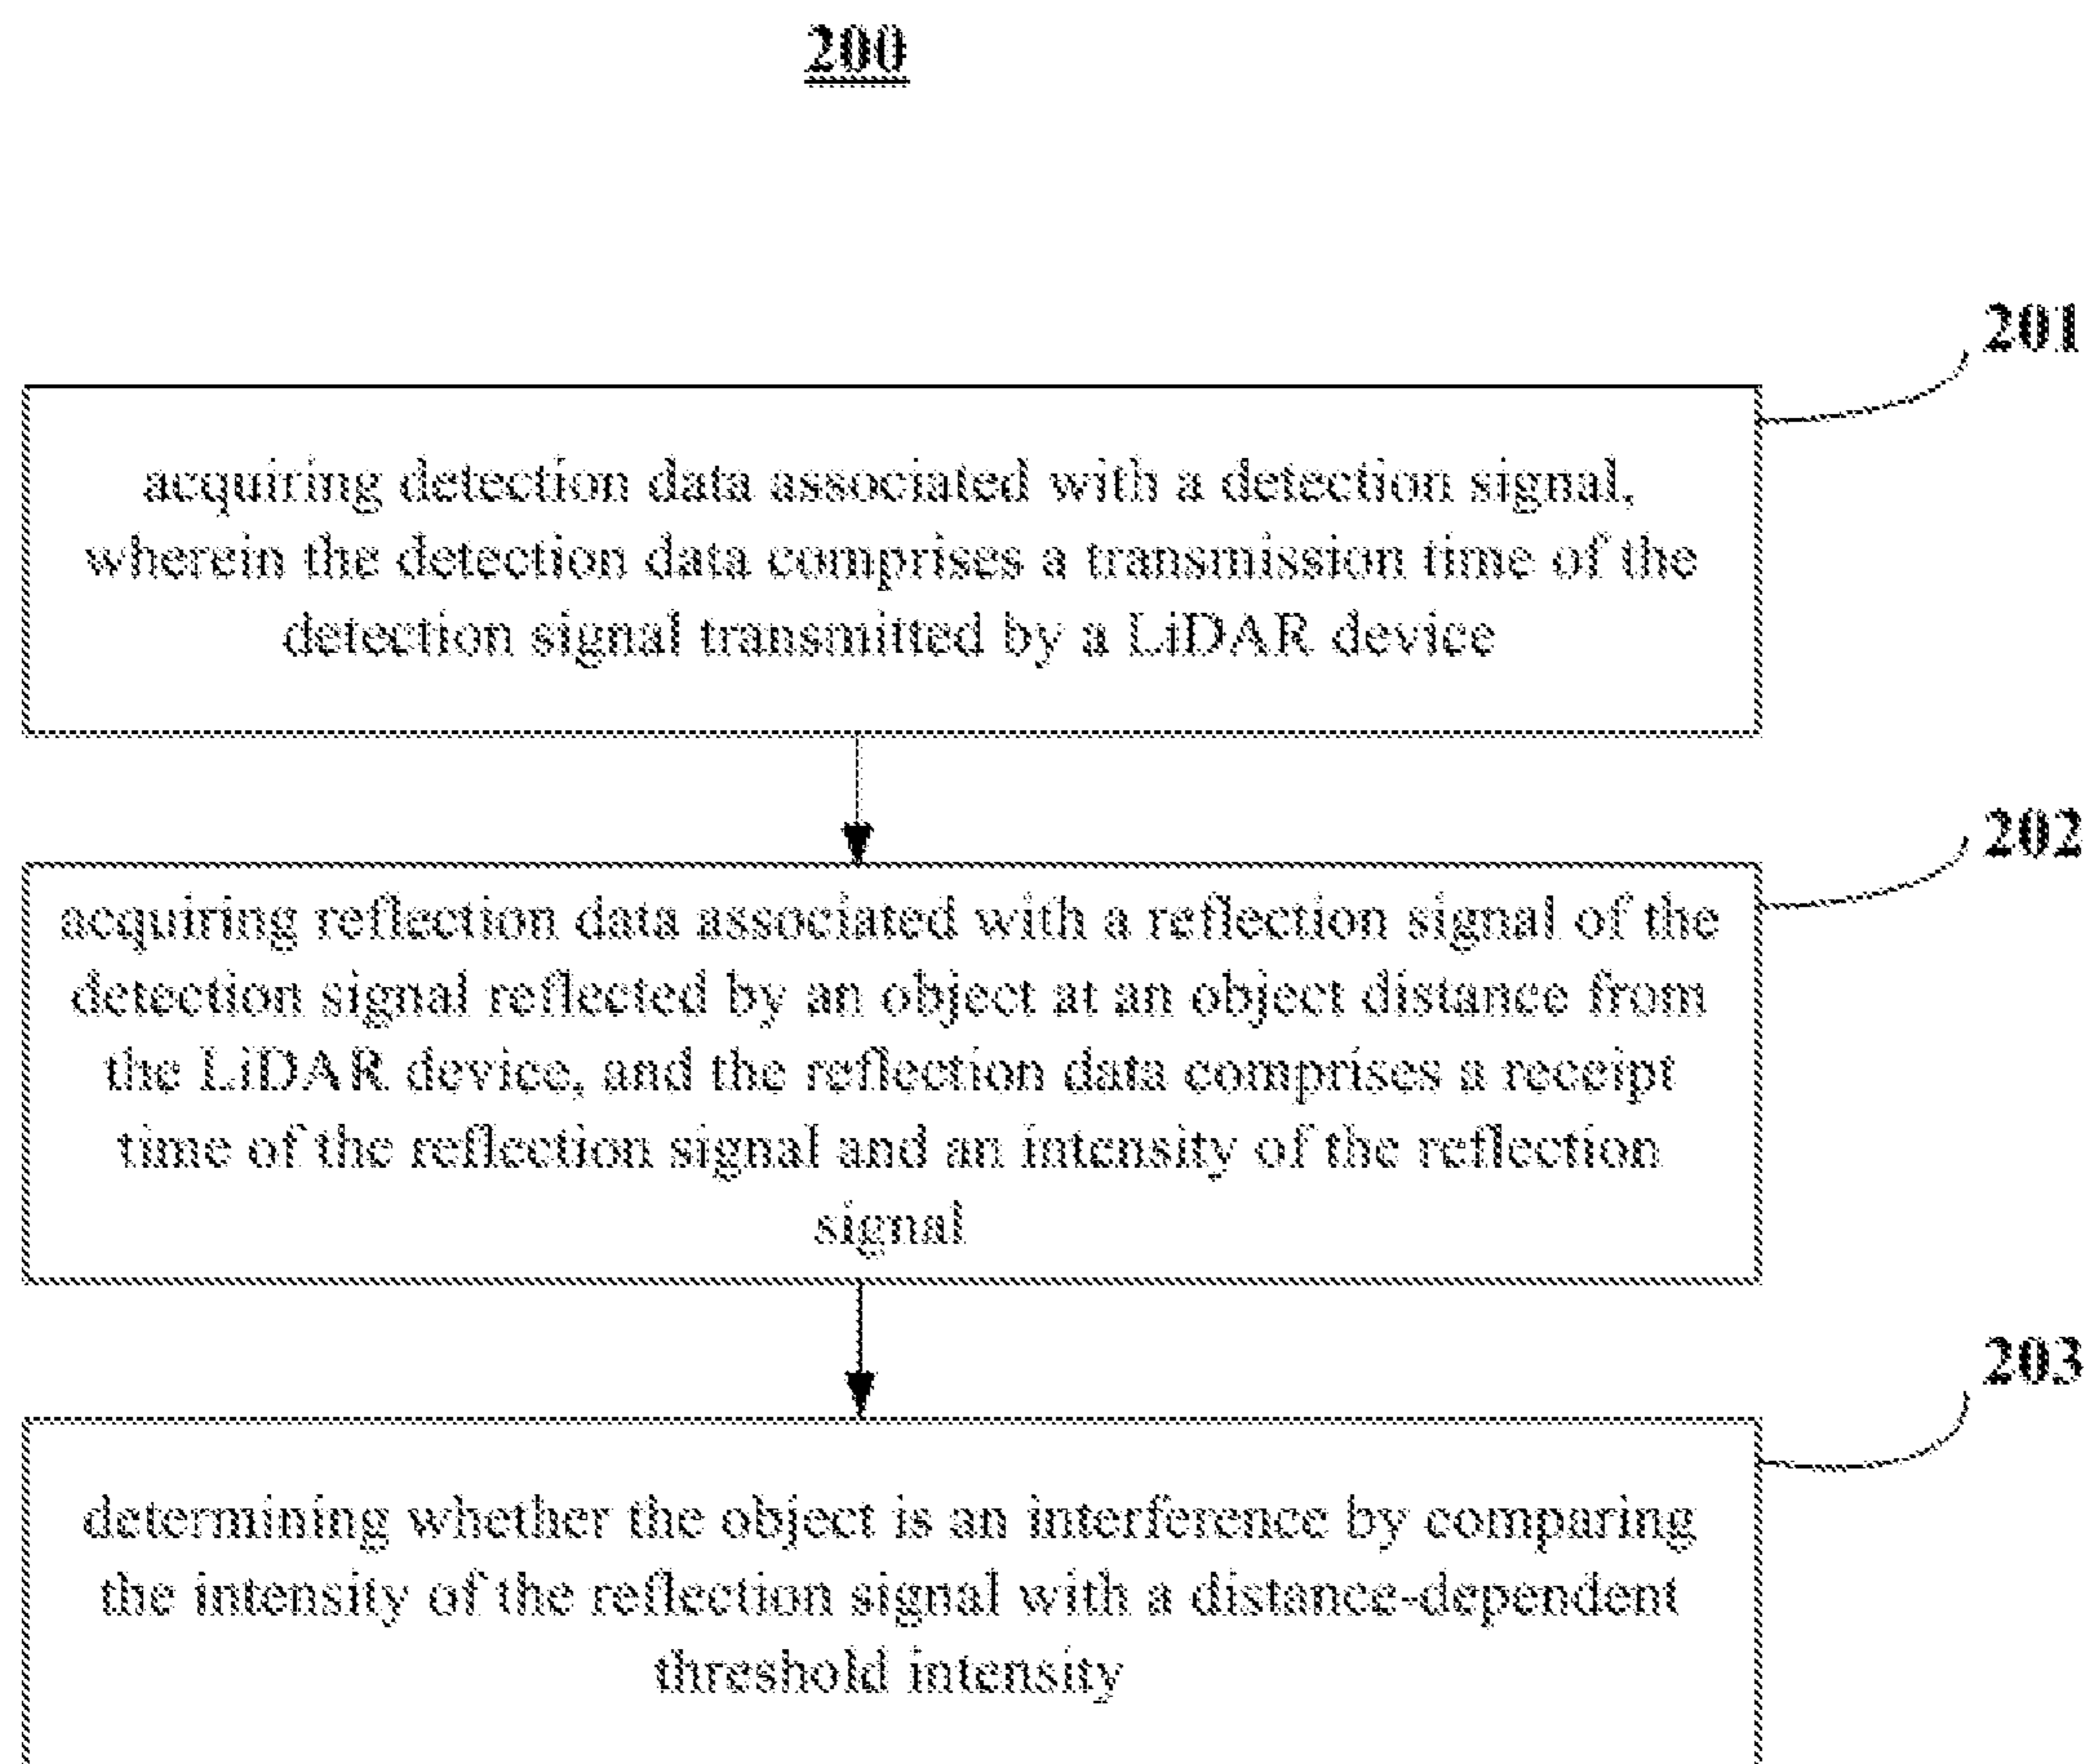 200
201
acquiring detection data associated with a detection signal,
wherein the detection data comprises a transmission time of the
detection signal transmitted by a LiDAR device
202
acquiring reflection data associated with a reflection signal of the
detection signal reflected by an object at an object distance from
the LiDAR device, and the reflection data comprises a receipt
time of the reflection signal and an intensity of the reflection
signal
203
determining whether the object is an interference by comparing
the intensity of the reflection signal with a distance-dependent
threshold intensity